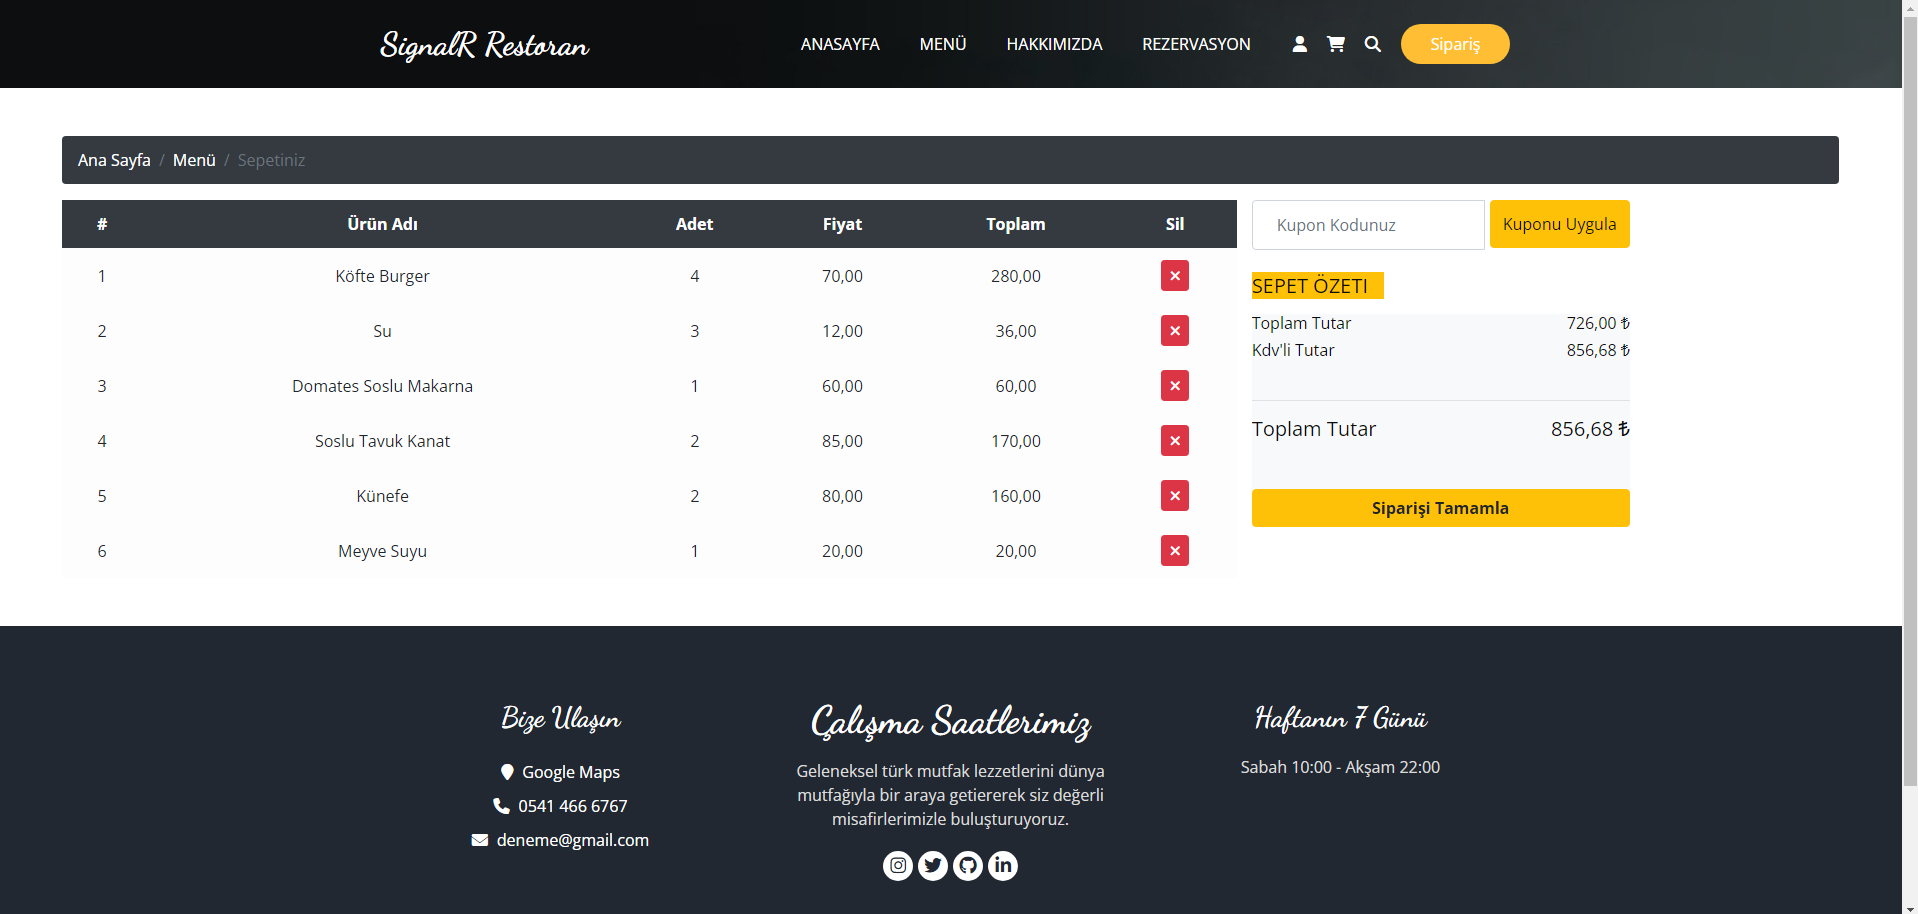 SignalR Restoran
ANASAYFA MENÜ HAKKIMIZDA REZERVASYON Sipariş
Ana Sayfa / Menü / Sepetiniz
# Ürün Adı Adet Fiyat Toplam Sil
1 Köfte Burger 4 70,00 280,00
2 Su 3 12,00 36,00
3 Domates Soslu Makarna 1 60,00 60,00
4 Soslu Tavuk Kanat 2 85,00 170,00
5 Künefe 2 80,00 160,00
6 Meyve Suyu 1 20,00 20,00
Kupon Kodunuz Kuponu Uygula
SEPET ÖZETI
Toplam Tutar 726,00 ₺
Kdv'li Tutar 856,68 ₺
Toplam Tutar 856,68 ₺
Siparişi Tamamla
Bize Ulaşın
Google Maps
0541 466 6767
deneme@gmail.com
Çalışma Saatlerimiz
Geleneksel türk mutfak lezzetlerini dünya
mutfağıyla bir araya getiererek siz değerli
misafirlerimizle buluşturuyoruz.
Haftanın 7 Günü
Sabah 10:00 - Akşam 22:00